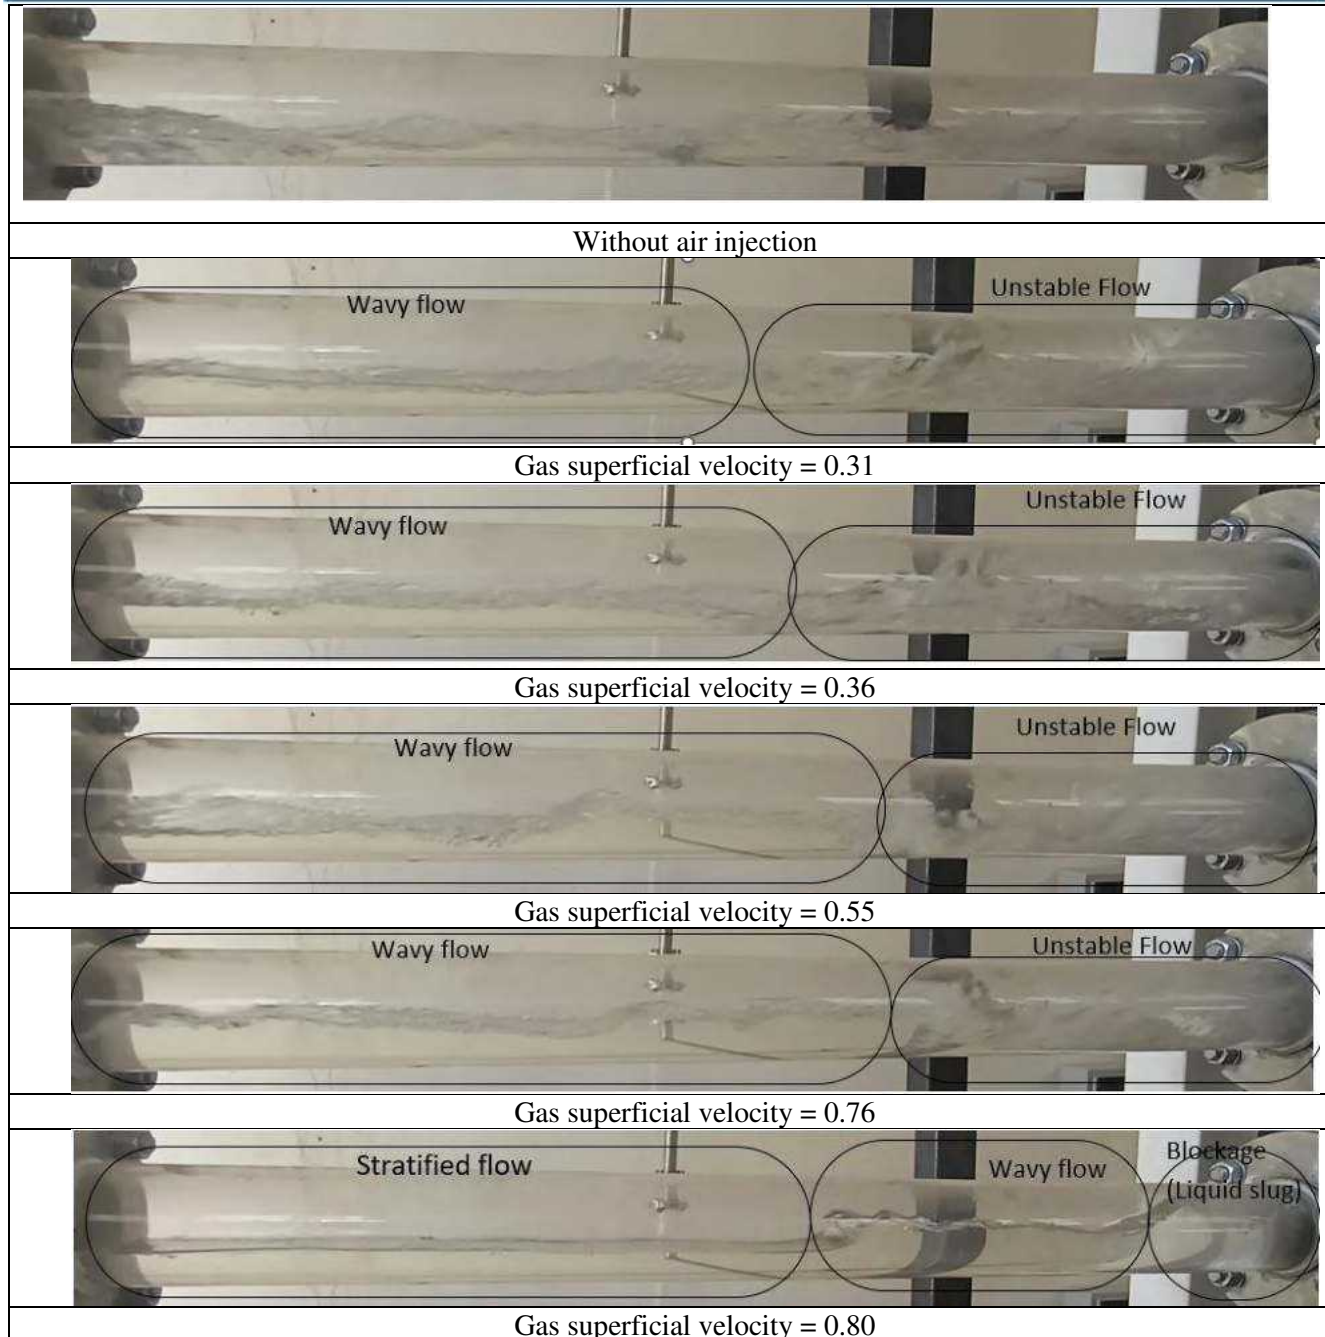 Without air injection
Wavy flow
Unstable Flow
Gas superficial velocity = 0.31
Wavy flow
Unstable Flow
Gas superficial velocity = 0.36
Wavy flow
Unstable Flow
Gas superficial velocity = 0.55
Wavy flow
Unstable Flow
Gas superficial velocity = 0.76
Stratified flow
Wavy flow
Blockage
(Liquid slug)
Gas superficial velocity = 0.80